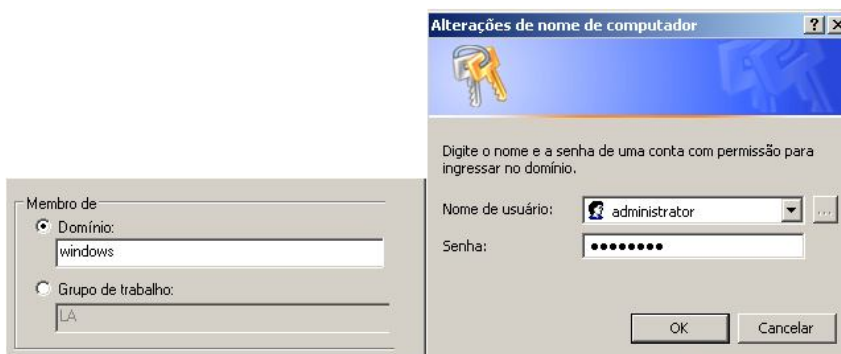 Membro de
Domínio:
windows
Grupo de trabalho:
LA
Alterações de nome de computador
Digite o nome e a senha de uma conta com permissão para
ingressar no domínio.
Nome de usuário: administrator
Senha: ●●●●●●●●
OK Cancelar